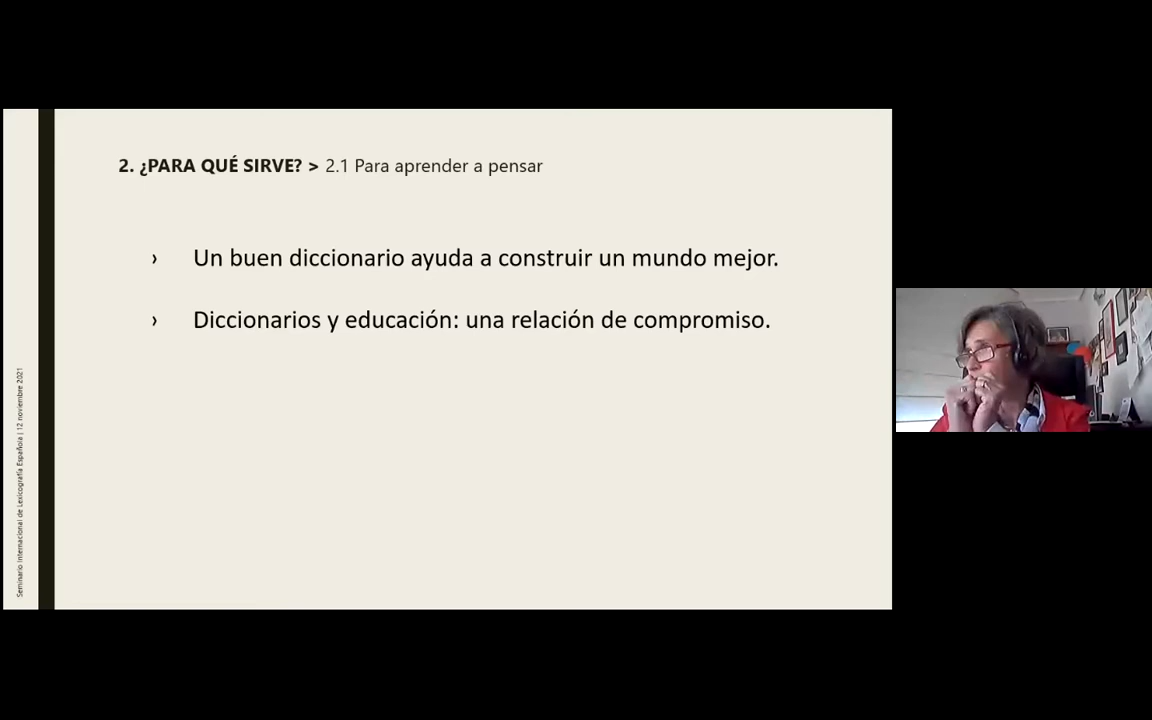 2. ¿PARA QUÉ SIRVE? > 2.1 Para aprender a pensar
› Un buen diccionario ayuda a construir un mundo mejor.
› Diccionarios y educación: una relación de compromiso.
Seminario Internacional de Lexicografía Española | 12 noviembre 2021